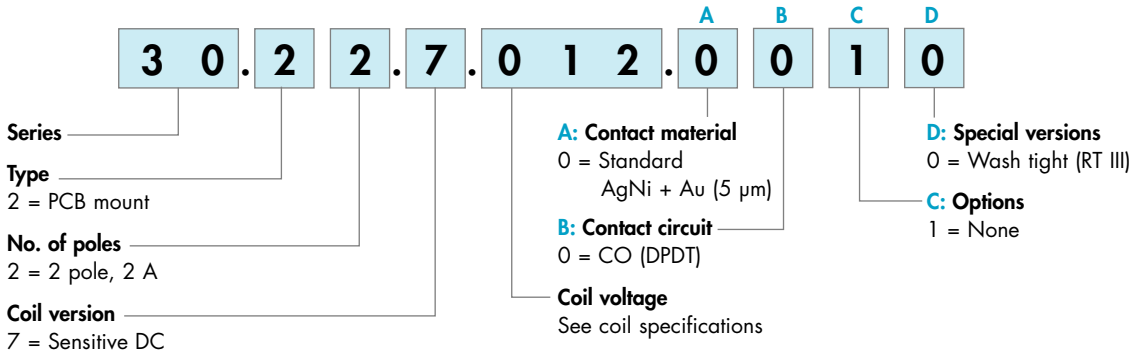 A B C D
3 0 . 2 2 . 7 . 0 1 2 . 0 0 1 0
Series
Type
2 = PCB mount
No. of poles
2 = 2 pole, 2 A
Coil version
7 = Sensitive DC
A: Contact material
0 = Standard
AgNi + Au (5 µm)
B: Contact circuit
0 = CO (DPDT)
Coil voltage
See coil specifications
D: Special versions
0 = Wash tight (RT III)
C: Options
1 = None